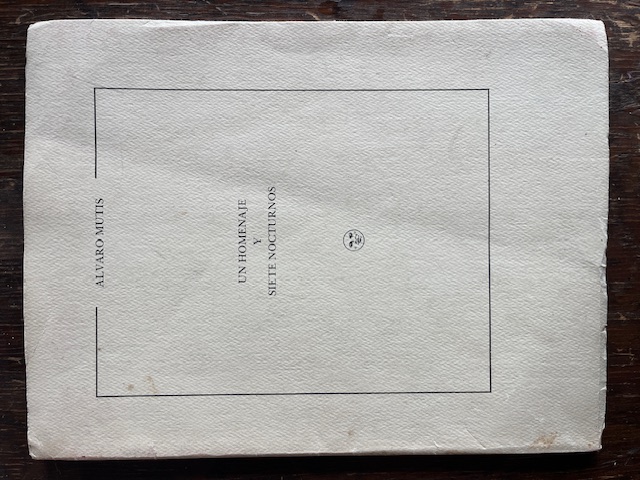 ALVARO MUTIS
UN HOMENAJE
Y
SIETE NOCTURNOS